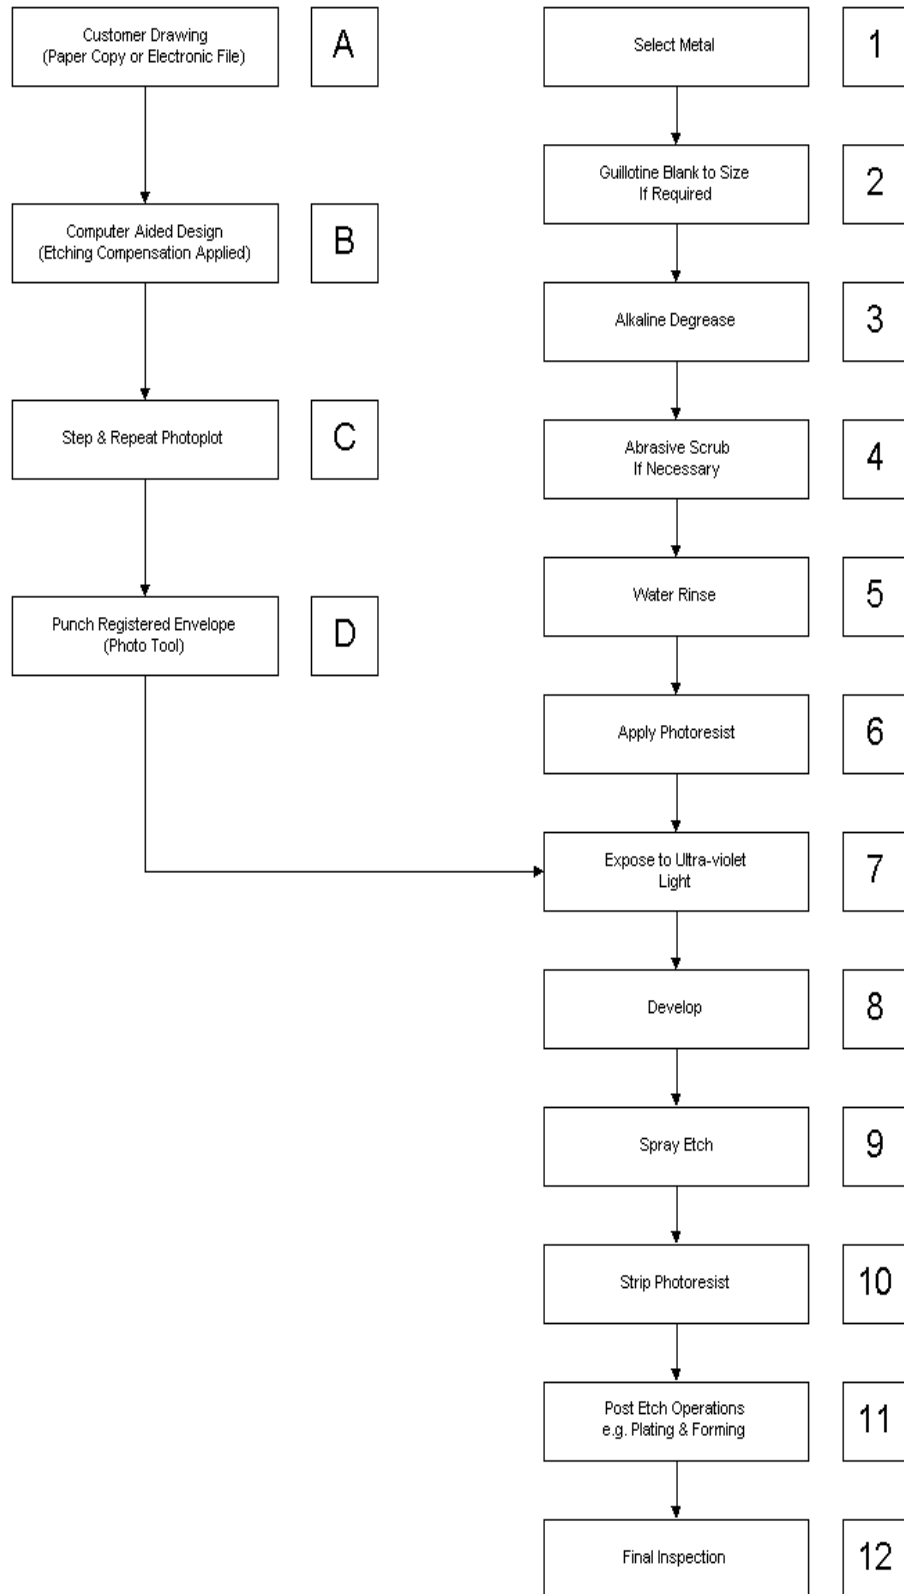 Customer Drawing
(Paper Copy or Electronic File)
A
Computer Aided Design
(Etching Compensation Applied)
B
Step & Repeat Photoplot
C
Punch Registered Envelope
(Photo Tool)
D
Select Metal
1
Guillotine Blank to Size
If Required
2
Alkaline Degrease
3
Abrasive Scrub
If Necessary
4
Water Rinse
5
Apply Photoresist
6
Expose to Ultra-violet
Light
7
Develop
8
Spray Etch
9
Strip Photoresist
10
Post Etch Operations
e.g. Plating & Forming
11
Final Inspection
12